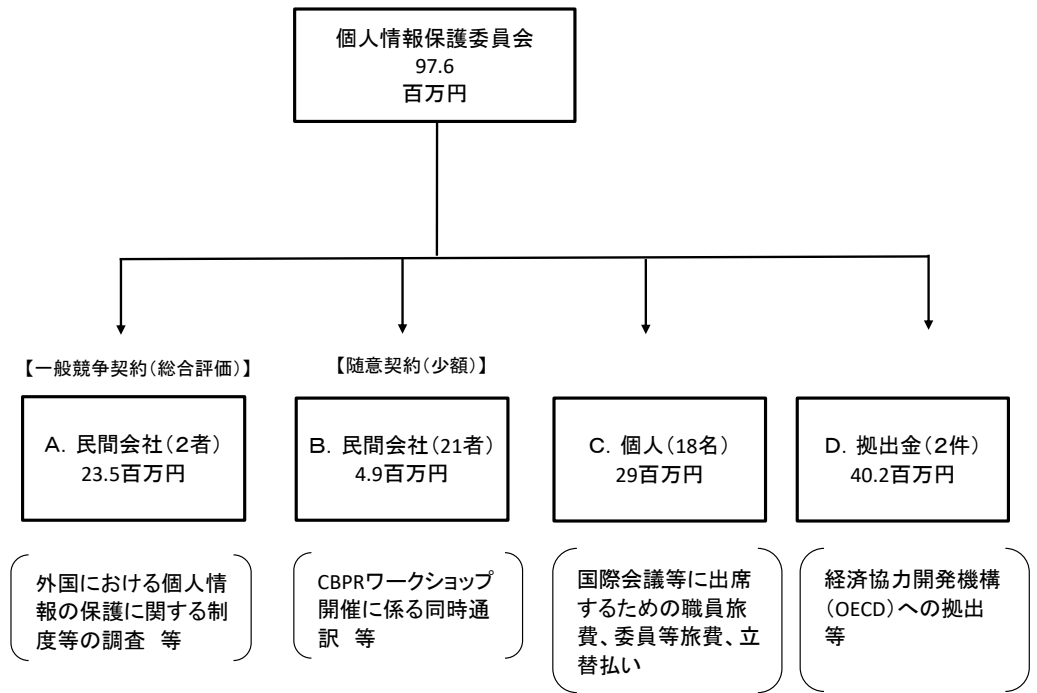 個人情報保護委員会
97.6
百万円
【一般競争契約(総合評価)】
【随意契約(少額)】
A. 民間会社(2者)
23.5百万円
B. 民間会社(21者)
4.9百万円
C. 個人(18名)
29百万円
D. 拠出金(2件)
40.2百万円
外国における個人情
報の保護に関する制
度等の調査 等
CBPRワークショップ
開催に係る同時通
訳 等
国際会議等に出席
するための職員旅
費、委員等旅費、立
替払い
経済協力開発機構
(OECD)への拠出
等